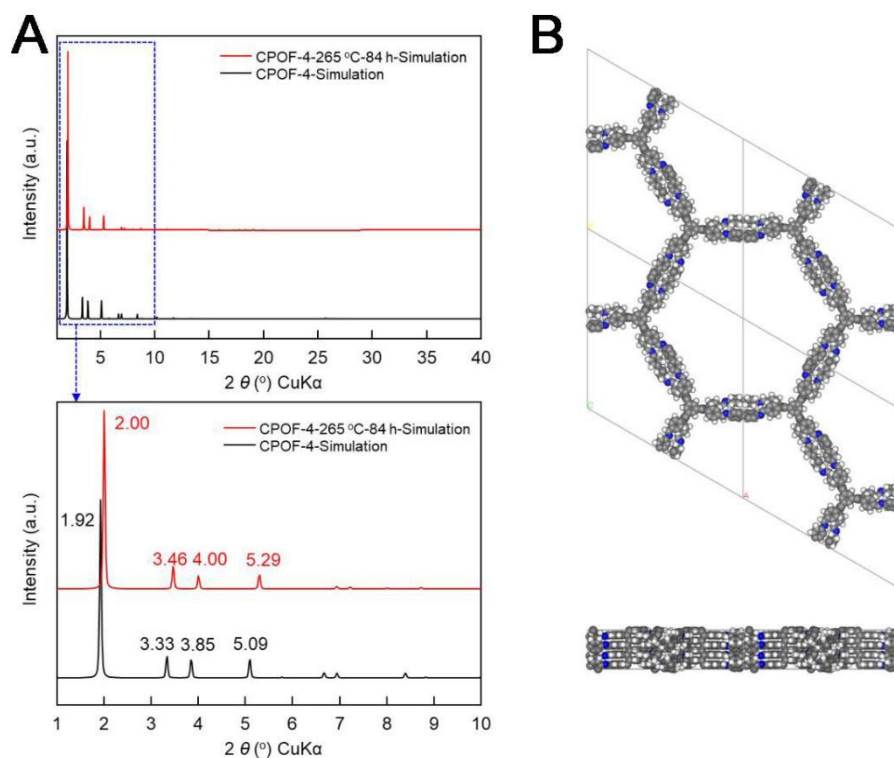 A
B
CPOF-4-265 °C-84 h-Simulation
CPOF-4-Simulation
Intensity (a.u.)
5 10 15 20 25 30 35 40
2 θ (°) CuKα
CPOF-4-265 °C-84 h-Simulation
CPOF-4-Simulation
2.00
1.92
3.46 4.00 5.29
3.33 3.85 5.09
Intensity (a.u.)
1 2 3 4 5 6 7 8 9 10
2 θ (°) CuKα
A